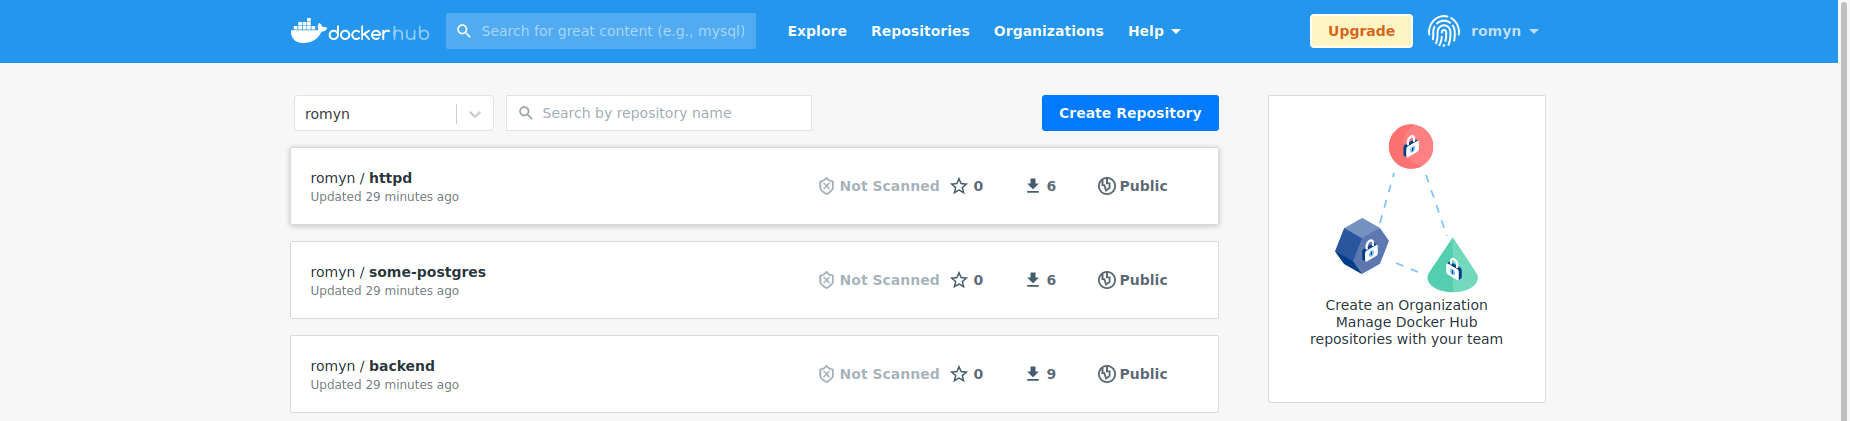 dockerhub Search for great content (e.g., mysql) Explore Repositories Organizations Help Upgrade romyn
romyn Search by repository name Create Repository
romyn / httpd
Updated 29 minutes ago
Not Scanned 0 6 Public
romyn / some-postgres
Updated 29 minutes ago
Not Scanned 0 6 Public
romyn / backend
Updated 29 minutes ago
Not Scanned 0 9 Public
Create an Organization
Manage Docker Hub
repositories with your team